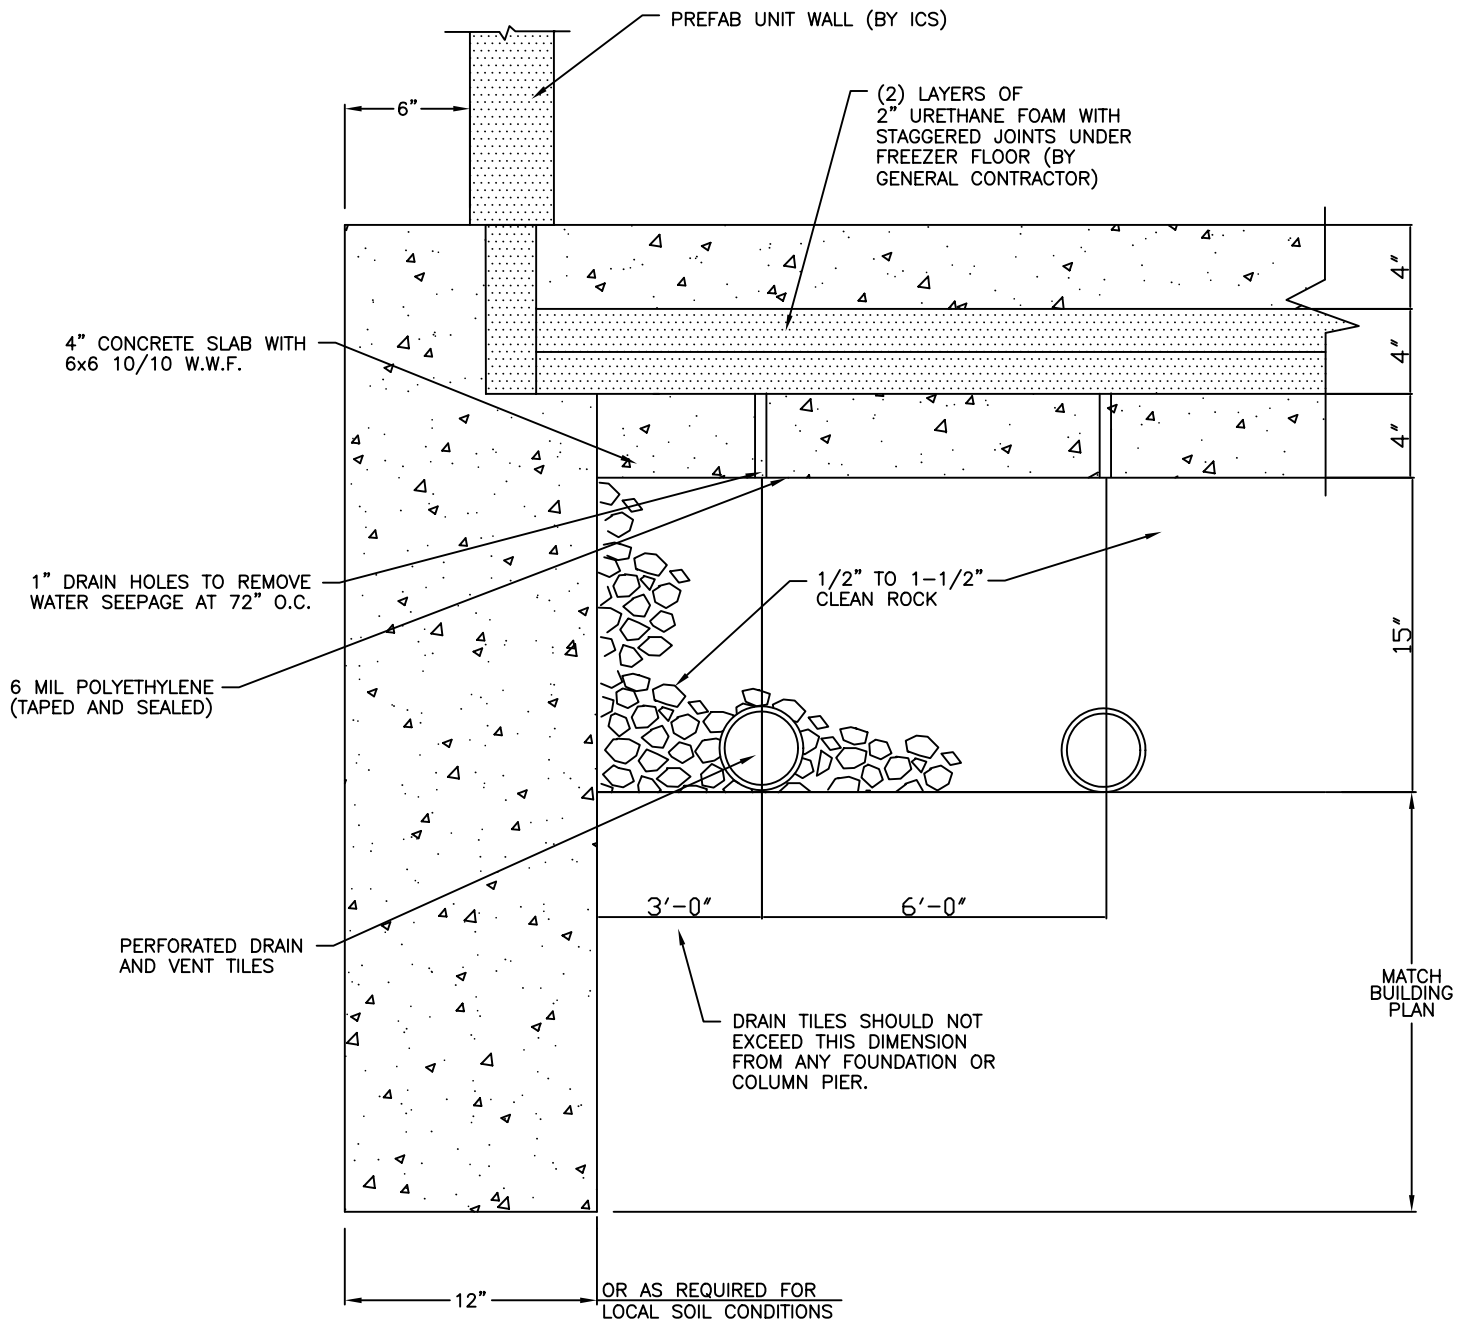 PREFAB UNIT WALL (BY ICS)
6”
(2) LAYERS OF
2” URETHANE FOAM WITH
STAGGERED JOINTS UNDER
FREEZER FLOOR (BY
GENERAL CONTRACTOR)
4"
4” CONCRETE SLAB WITH
6x6 10/10 W.W.F.
4"
4"
1” DRAIN HOLES TO REMOVE
WATER SEEPAGE AT 72” O.C.
1/2” TO 1-1/2”
CLEAN ROCK
15"
6 MIL POLYETHYLENE
(TAPED AND SEALED)
3'-0"
6'-0"
PERFORATED DRAIN
AND VENT TILES
MATCH
BUILDING
PLAN
DRAIN TILES SHOULD NOT
EXCEED THIS DIMENSION
FROM ANY FOUNDATION OR
COLUMN PIER.
12”
OR AS REQUIRED FOR
LOCAL SOIL CONDITIONS